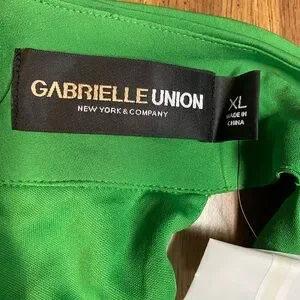 GABRIELLE UNION
NEW YORK & COMPANY
XL
MADE IN
CHINA